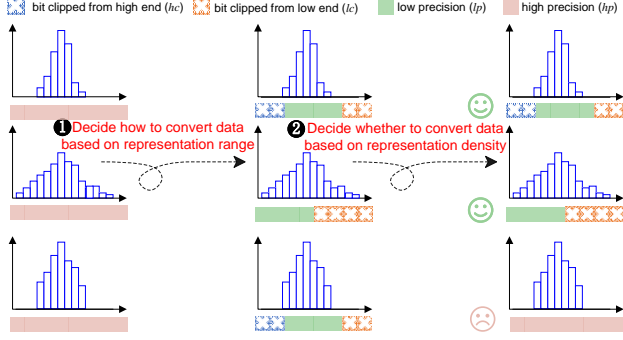 bit clipped from high end (hc) bit clipped from low end (lc) low precision (lp) high precision (hp)
❶ Decide how to convert data
based on representation range
❷ Decide whether to convert data
based on representation density